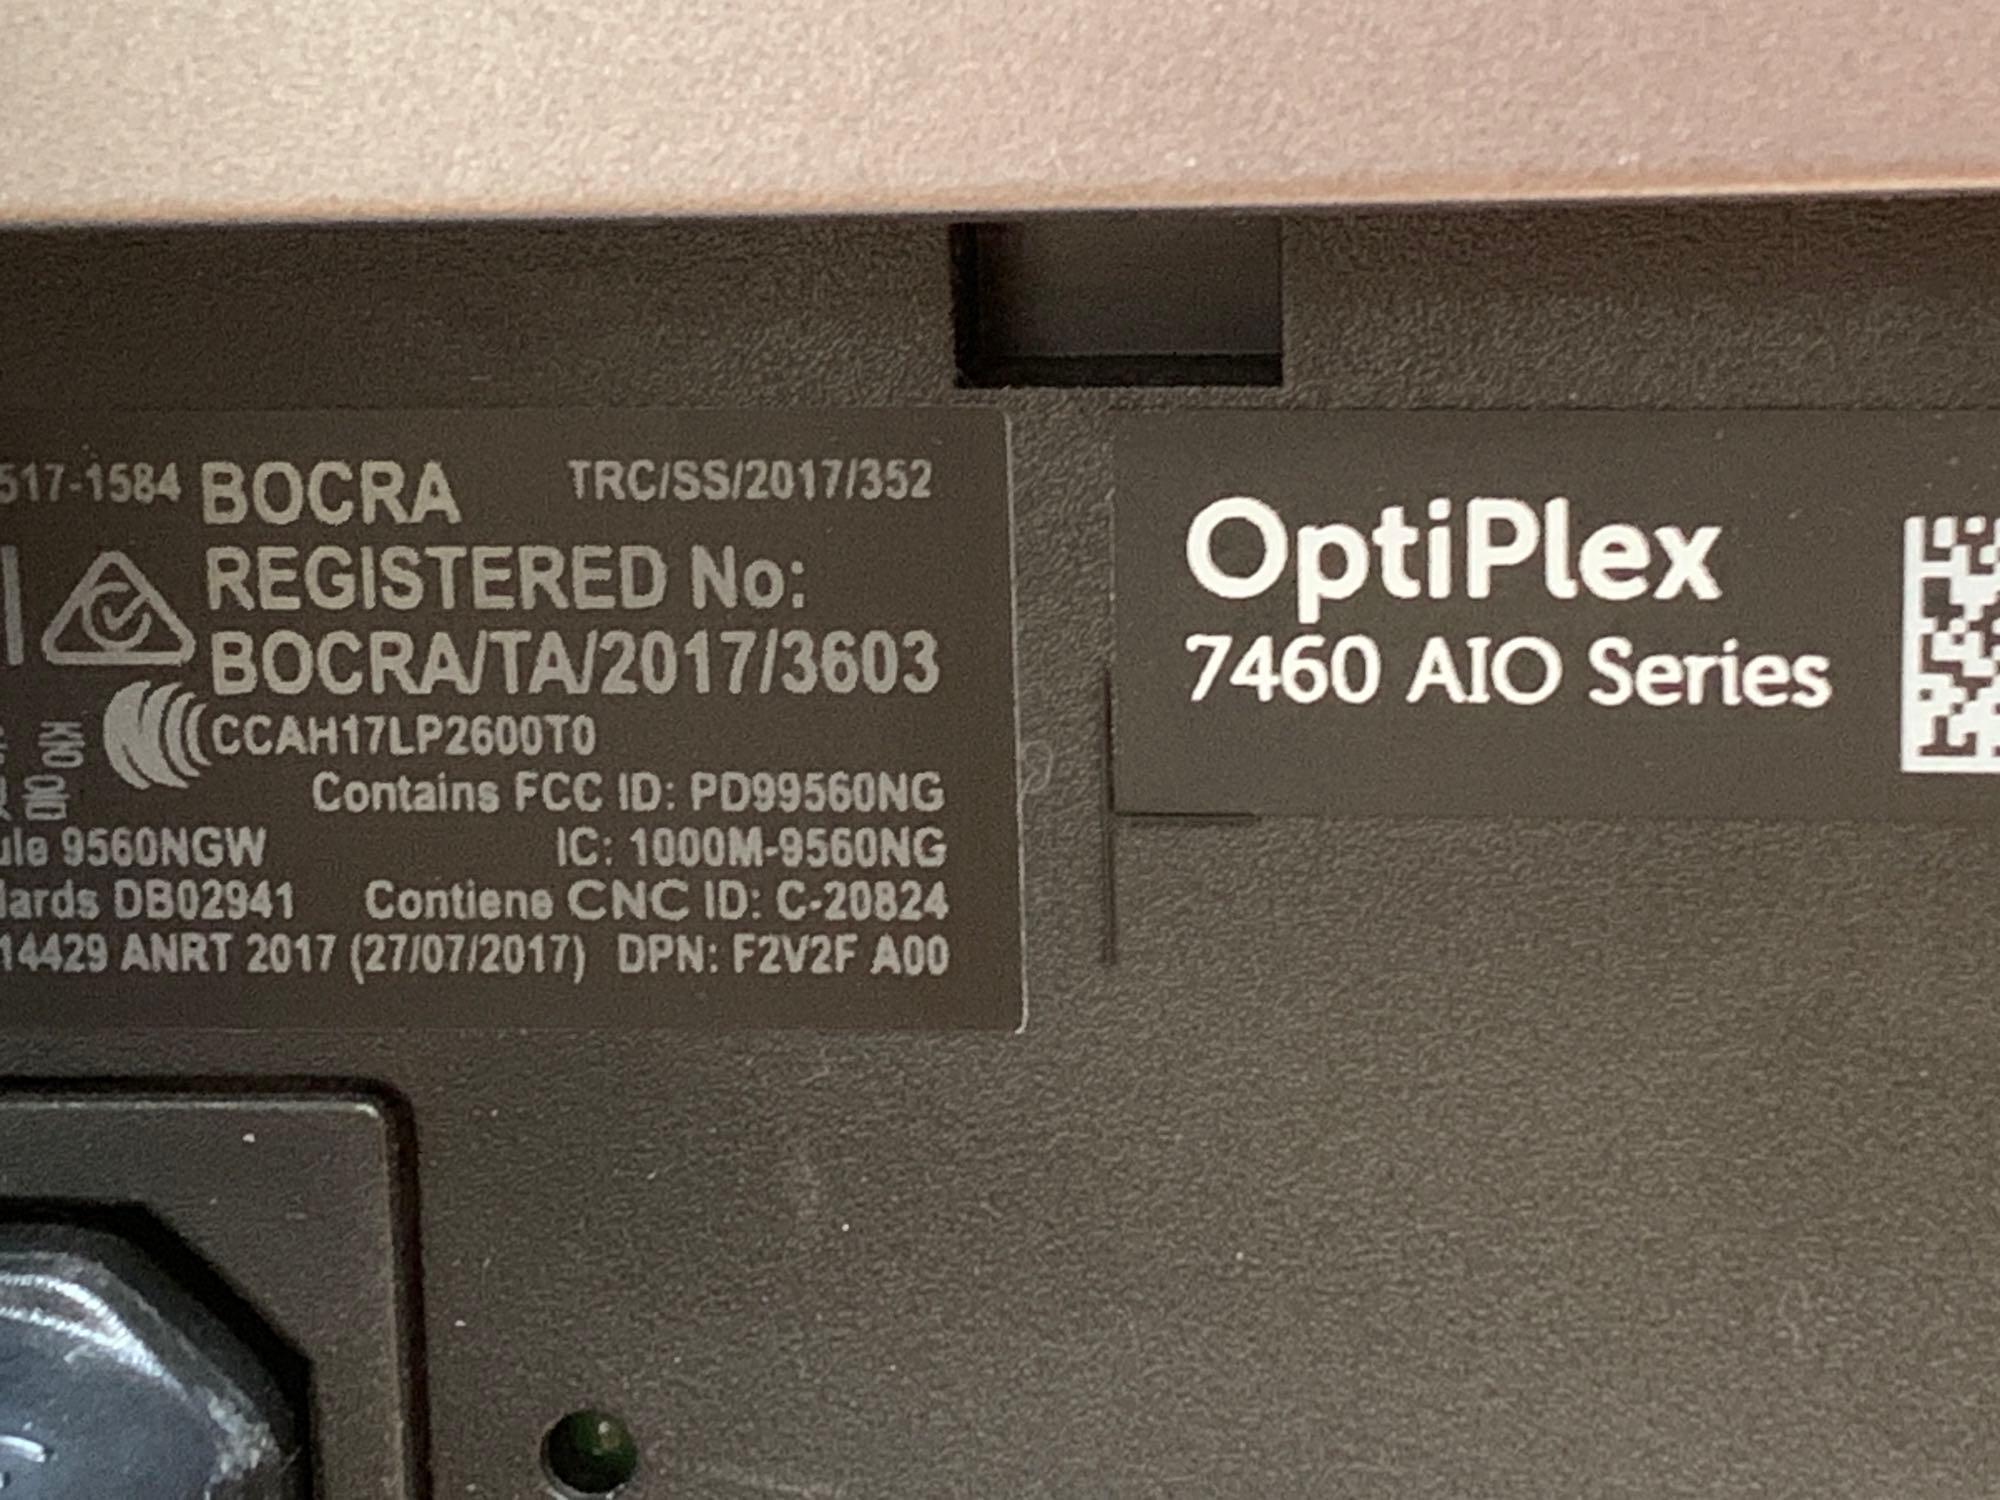 517-1584 BOCRA TRC/SS/2017/352
REGISTERED No:
BOCRA/TA/2017/3603
CCAH17LP2600T0
Contains FCC ID: PD99560NG
9560NGW IC: 1000M-9560NG
DB02941 Contiene CNC ID: C-20824
14429 ANRT 2017 (27/07/2017) DPN: F2V2F A00
OptiPlex
7460 AIO Series